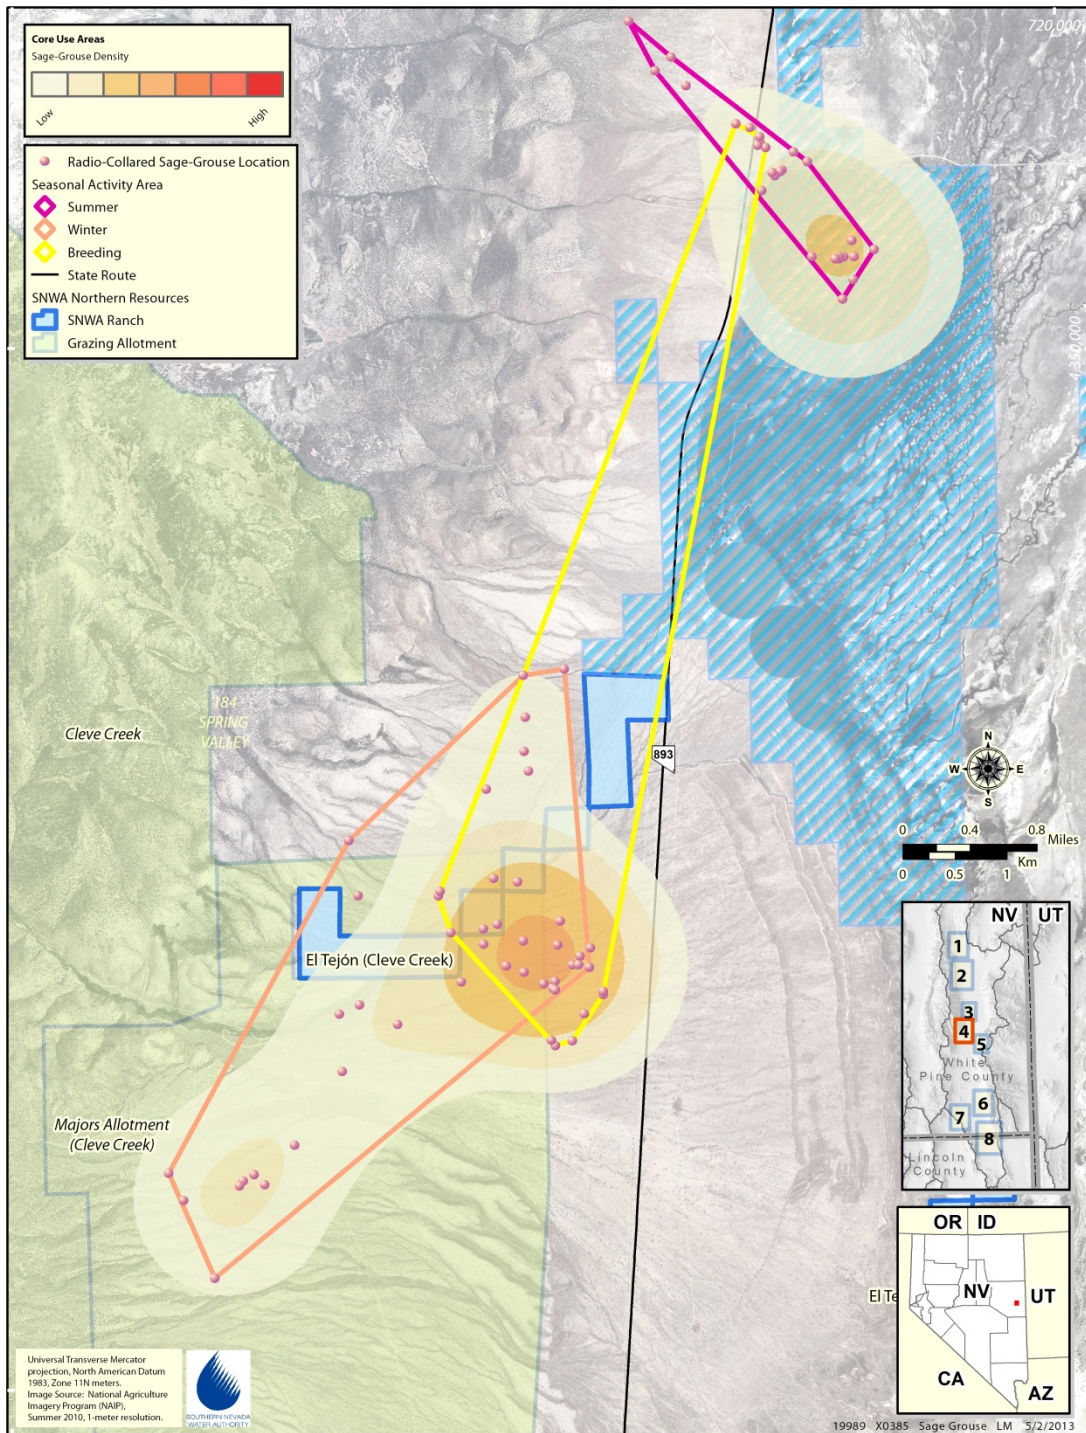 Core Use Areas
Sage-Grouse Density
Low
High
Radio-Collared Sage-Grouse Location
Seasonal Activity Area
Summer
Winter
Breeding
State Route
SNWA Northern Resources
SNWA Ranch
Grazing Allotment
720,000
4,350,000
184
SPRING
VALLEY
Cleve Creek
893
El Tejón (Cleve Creek)
Majors Allotment
(Cleve Creek)
N
W
E
S
0 0.4 0.8 Miles
0 0.5 1 Km
NV UT
1
2
3
4
5
White
Pine County
6
7
8
Lincoln
County
OR ID
NV
UT
CA
AZ
El Te
Universal Transverse Mercator
projection, North American Datum
1983, Zone 11N meters.
Image Source: National Agriculture
Imagery Program (NAIP),
Summer 2010, 1-meter resolution.
SOUTHERN NEVADA
WATER AUTHORITY
19989 X0385 Sage Grouse LM 5/2/2013